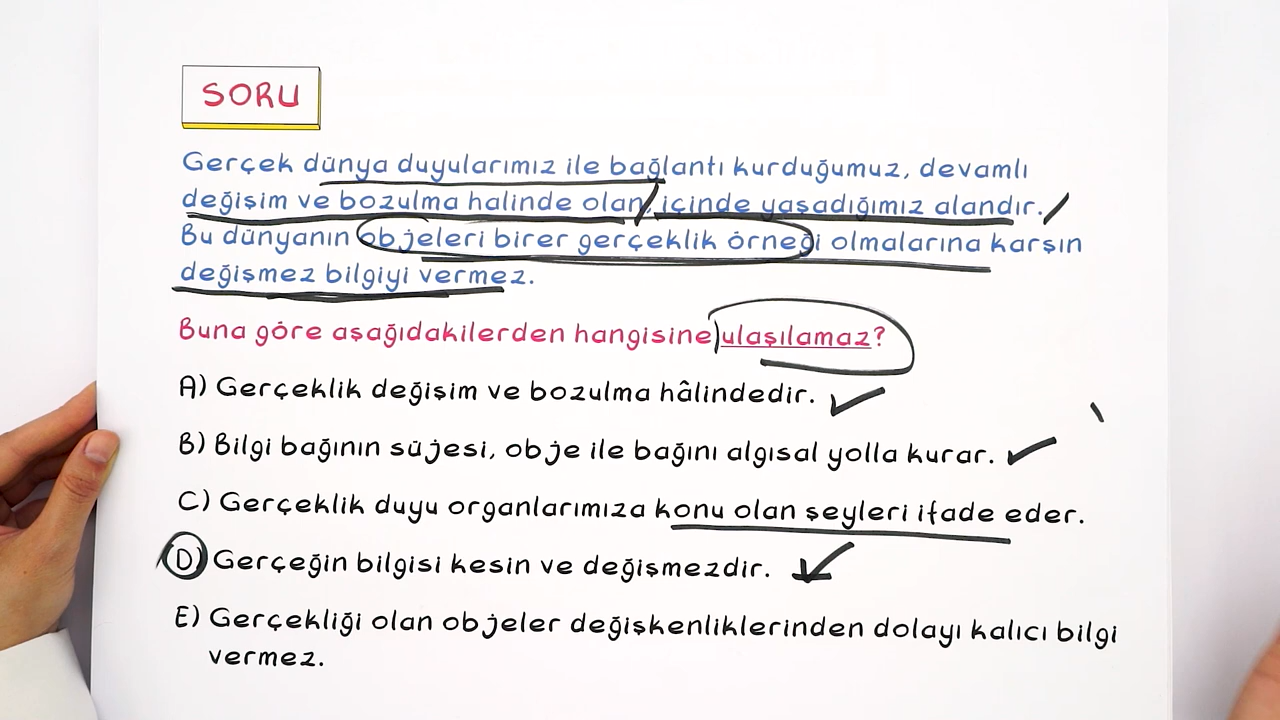 SORU
Gerçek dünya duyularımız ile bağlantı kurduğumuz, devamlı
değişim ve bozulma halinde olan, içinde yaşadığımız alandır.
Bu dünyanın objeleri birer gerçeklik örneği olmalarına karşın
değişmez bilgiyi vermez.
Buna göre aşağıdakilerden hangisine ulaşılamaz?
A) Gerçeklik değişim ve bozulma hâlindedir.
B) Bilgi bağının süjesi, obje ile bağını algısal yolla kurar.
C) Gerçeklik duyu organlarımıza konu olan şeyleri ifade eder.
D) Gerçeğin bilgisi kesin ve değişmezdir.
E) Gerçekliği olan objeler değişkenliklerinden dolayı kalıcı bilgi
vermez.